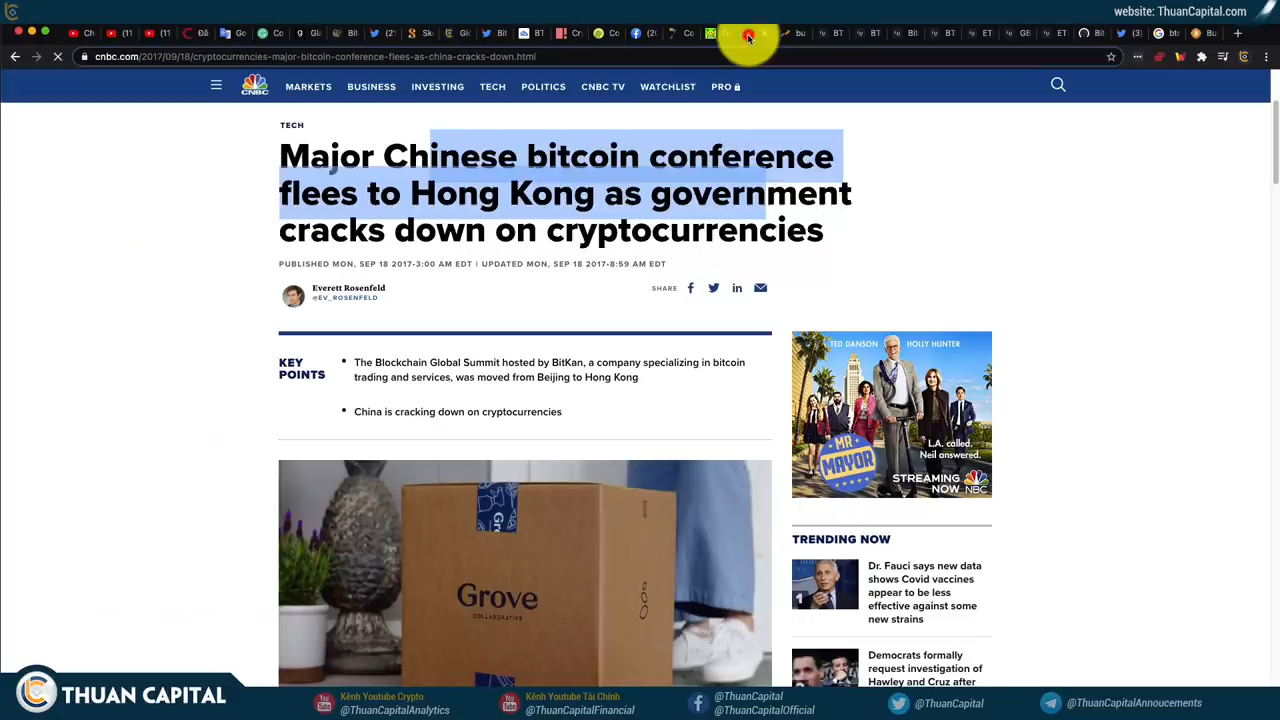 website: ThuanCapital.com
cnbc.com/2017/09/18/cryptocurrencies-major-bitcoin-conference-flees-as-china-cracks-down.html
CNBC
MARKETS BUSINESS INVESTING TECH POLITICS CNBC TV WATCHLIST PRO
TECH
Major Chinese bitcoin conference
flees to Hong Kong as government
cracks down on cryptocurrencies
PUBLISHED MON, SEP 18 2017-3:00 AM EDT | UPDATED MON, SEP 18 2017-8:59 AM EDT
Everett Rosenfeld
@EV_ROSENFELD
SHARE
KEY
POINTS
The Blockchain Global Summit hosted by BitKan, a company specializing in bitcoin
trading and services, was moved from Beijing to Hong Kong
China is cracking down on cryptocurrencies
Grove
COLLABORATIVE
TED DANSON HOLLY HUNTER
MR
MAYOR
L.A. called.
Neil answered.
STREAMING
NOW NBC
TRENDING NOW
1
Dr. Fauci says new data
shows Covid vaccines
appear to be less
effective against some
new strains
Democrats formally
request investigation of
Hawley and Cruz after
THUAN CAPITAL
Kênh Youtube Crypto
@ThuanCapitalAnalytics
Kênh Youtube Tài Chính
@ThuanCapitalFinancial
@ThuanCapital
@ThuanCapitalOfficial
@ThuanCapital
@ThuanCapitalAnnoucements